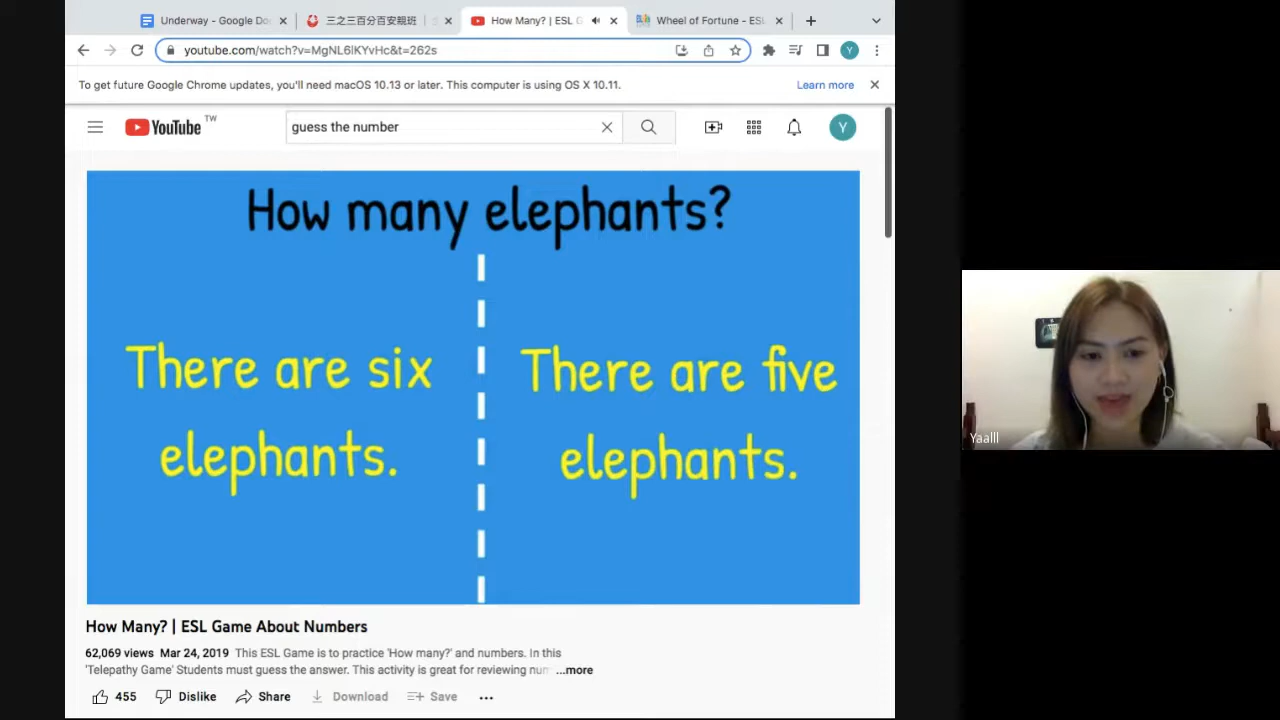 Underway - Google Do
三之三百分百安親班
How Many? | ESL G
Wheel of Fortune - ESL
youtube.com/watch?v=MgNL6lKYvHc&t=262s
To get future Google Chrome updates, you'll need macOS 10.13 or later. This computer is using OS X 10.11.
Learn more
YouTube TW
guess the number
Y
Y
How many elephants?
There are six
elephants.
There are five
elephants.
Yaalll
How Many? | ESL Game About Numbers
62,069 views Mar 24, 2019 This ESL Game is to practice 'How many?' and numbers. In this
'Telepathy Game' Students must guess the answer. This activity is great for reviewing num ...more
455 Dislike Share Download Save